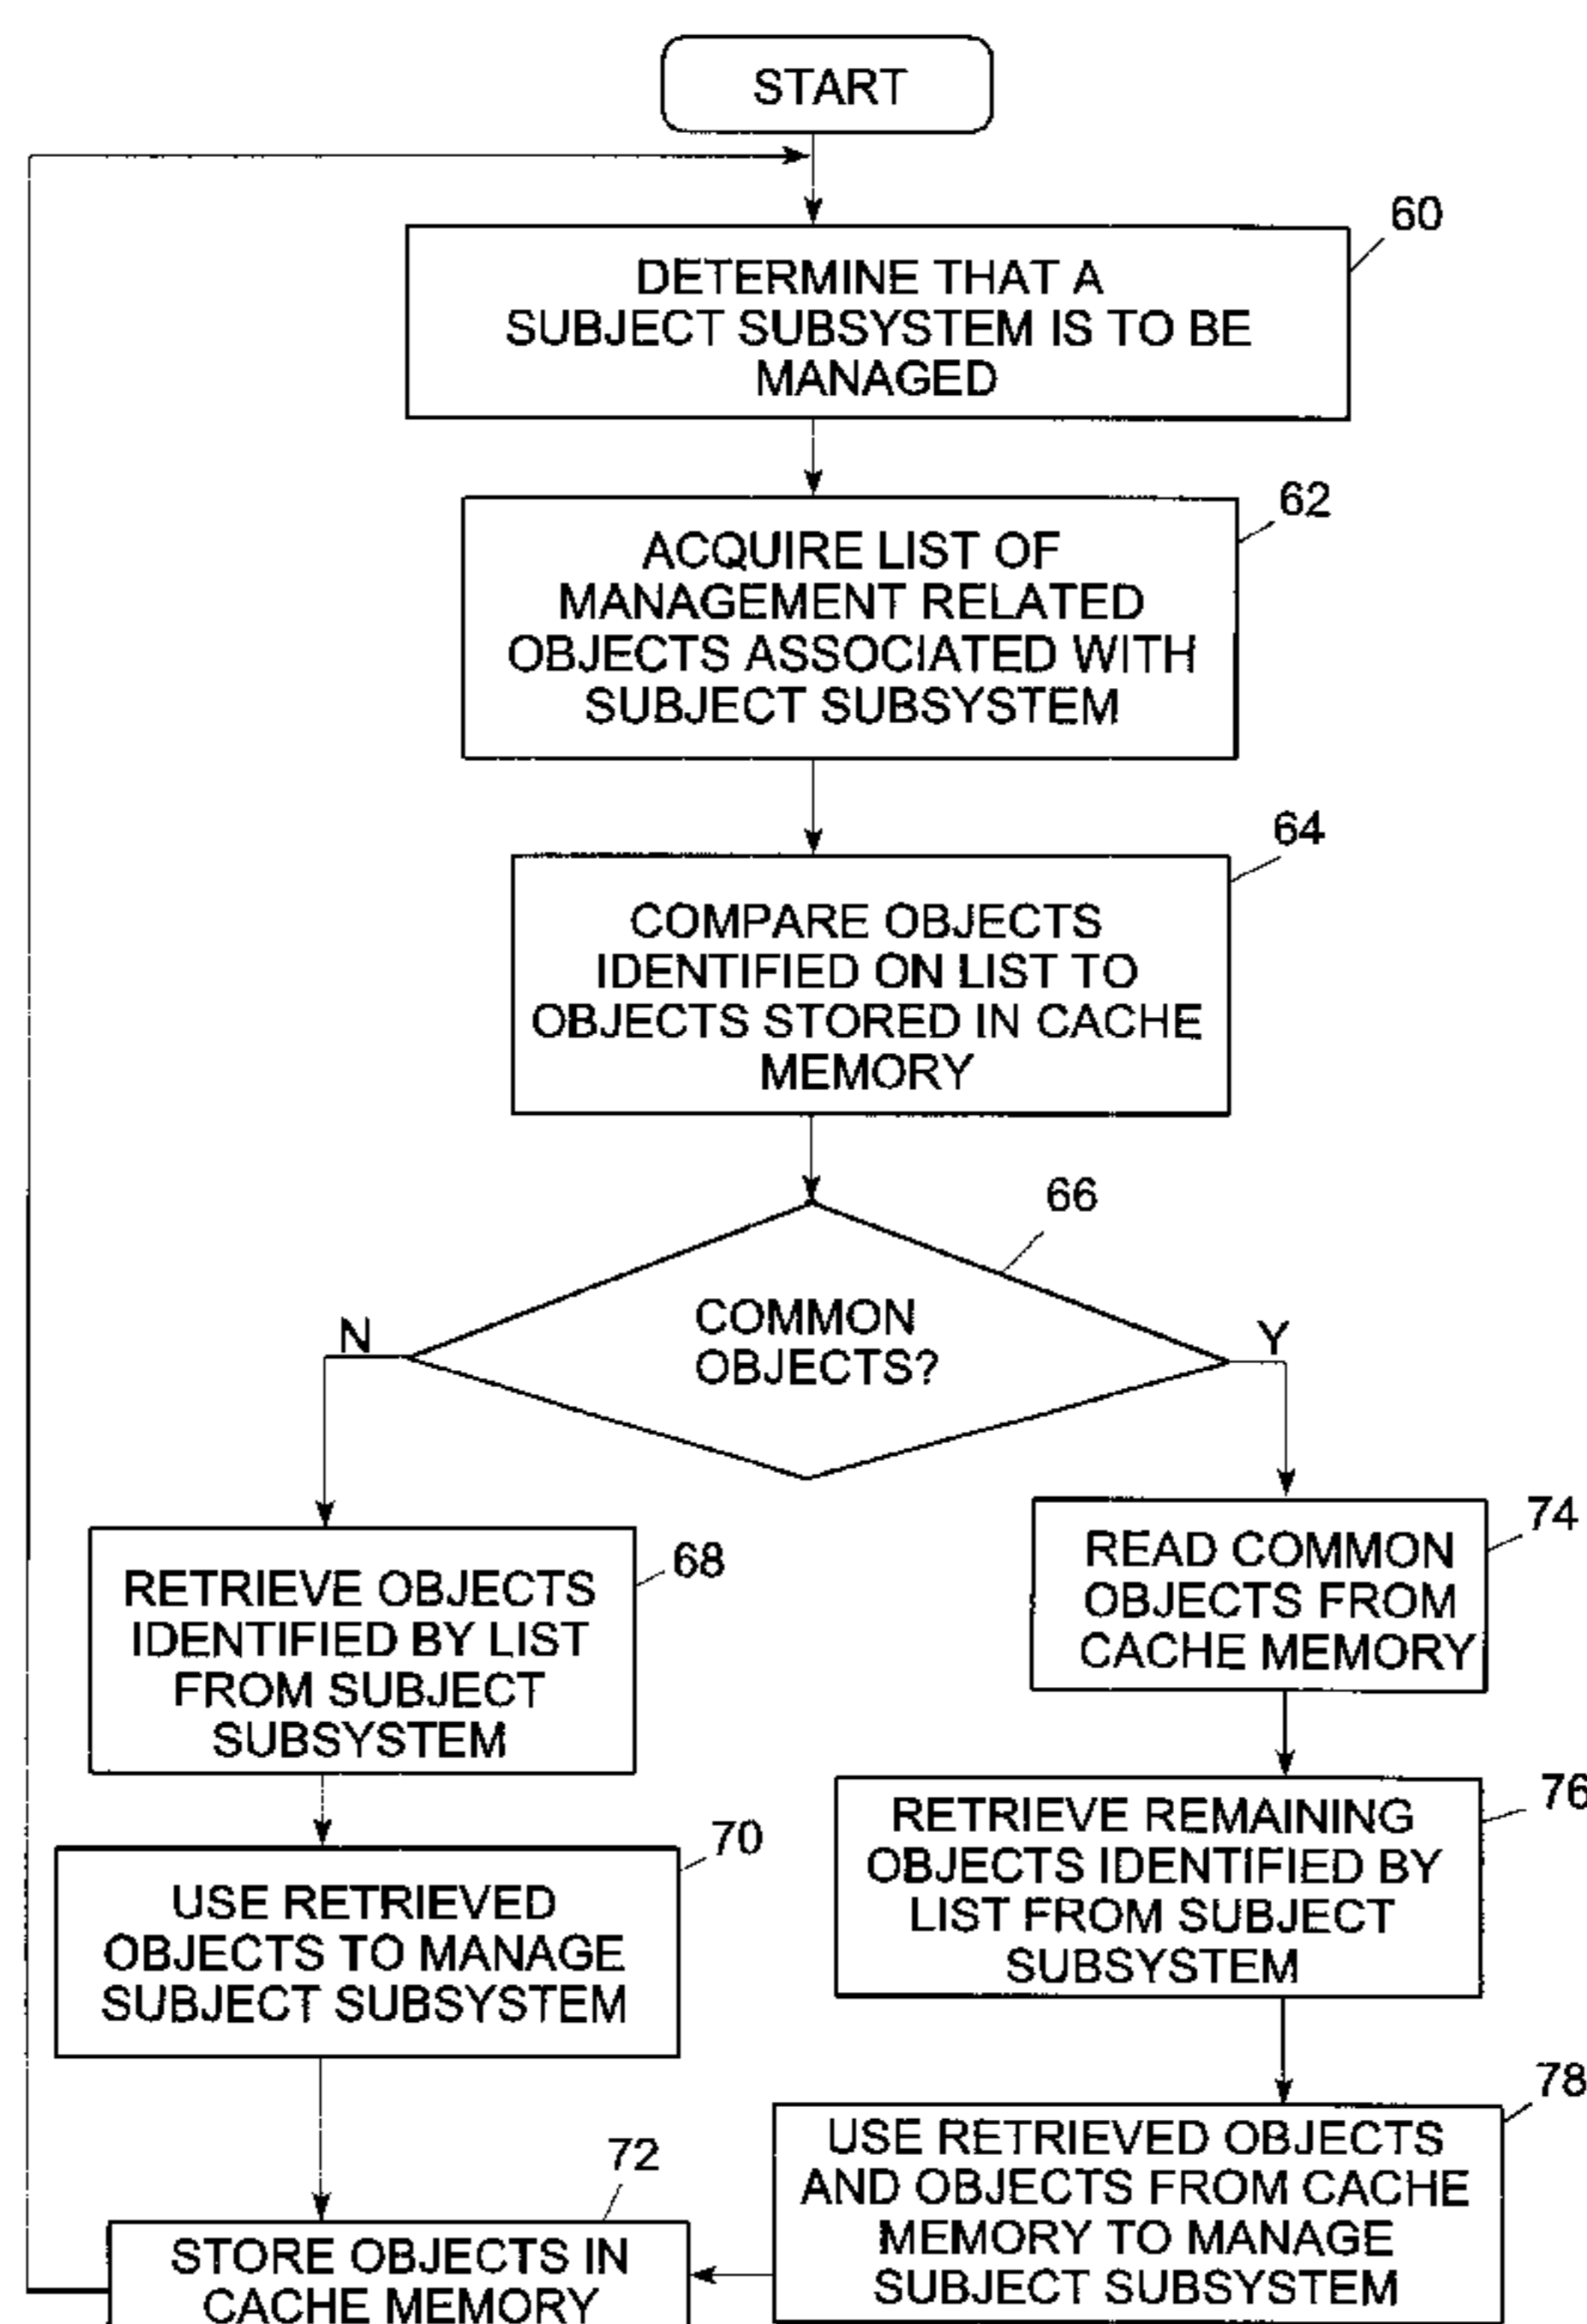 START
60
DETERMINE THAT A
SUBJECT SUBSYSTEM IS TO BE
MANAGED
62
ACQUIRE LIST OF
MANAGEMENT RELATED
OBJECTS ASSOCIATED WITH
SUBJECT SUBSYSTEM
64
COMPARE OBJECTS
IDENTIFIED ON LIST TO
OBJECTS STORED IN CACHE
MEMORY
66
COMMON
OBJECTS?
N
Y
68
RETRIEVE OBJECTS
IDENTIFIED BY LIST
FROM SUBJECT
SUBSYSTEM
74
READ COMMON
OBJECTS FROM
CACHE MEMORY
70
USE RETRIEVED
OBJECTS TO MANAGE
SUBJECT SUBSYSTEM
76
RETRIEVE REMAINING
OBJECTS IDENTIFIED BY
LIST FROM SUBJECT
SUBSYSTEM
72
STORE OBJECTS IN
CACHE MEMORY
78
USE RETRIEVED OBJECTS
AND OBJECTS FROM CACHE
MEMORY TO MANAGE
SUBJECT SUBSYSTEM